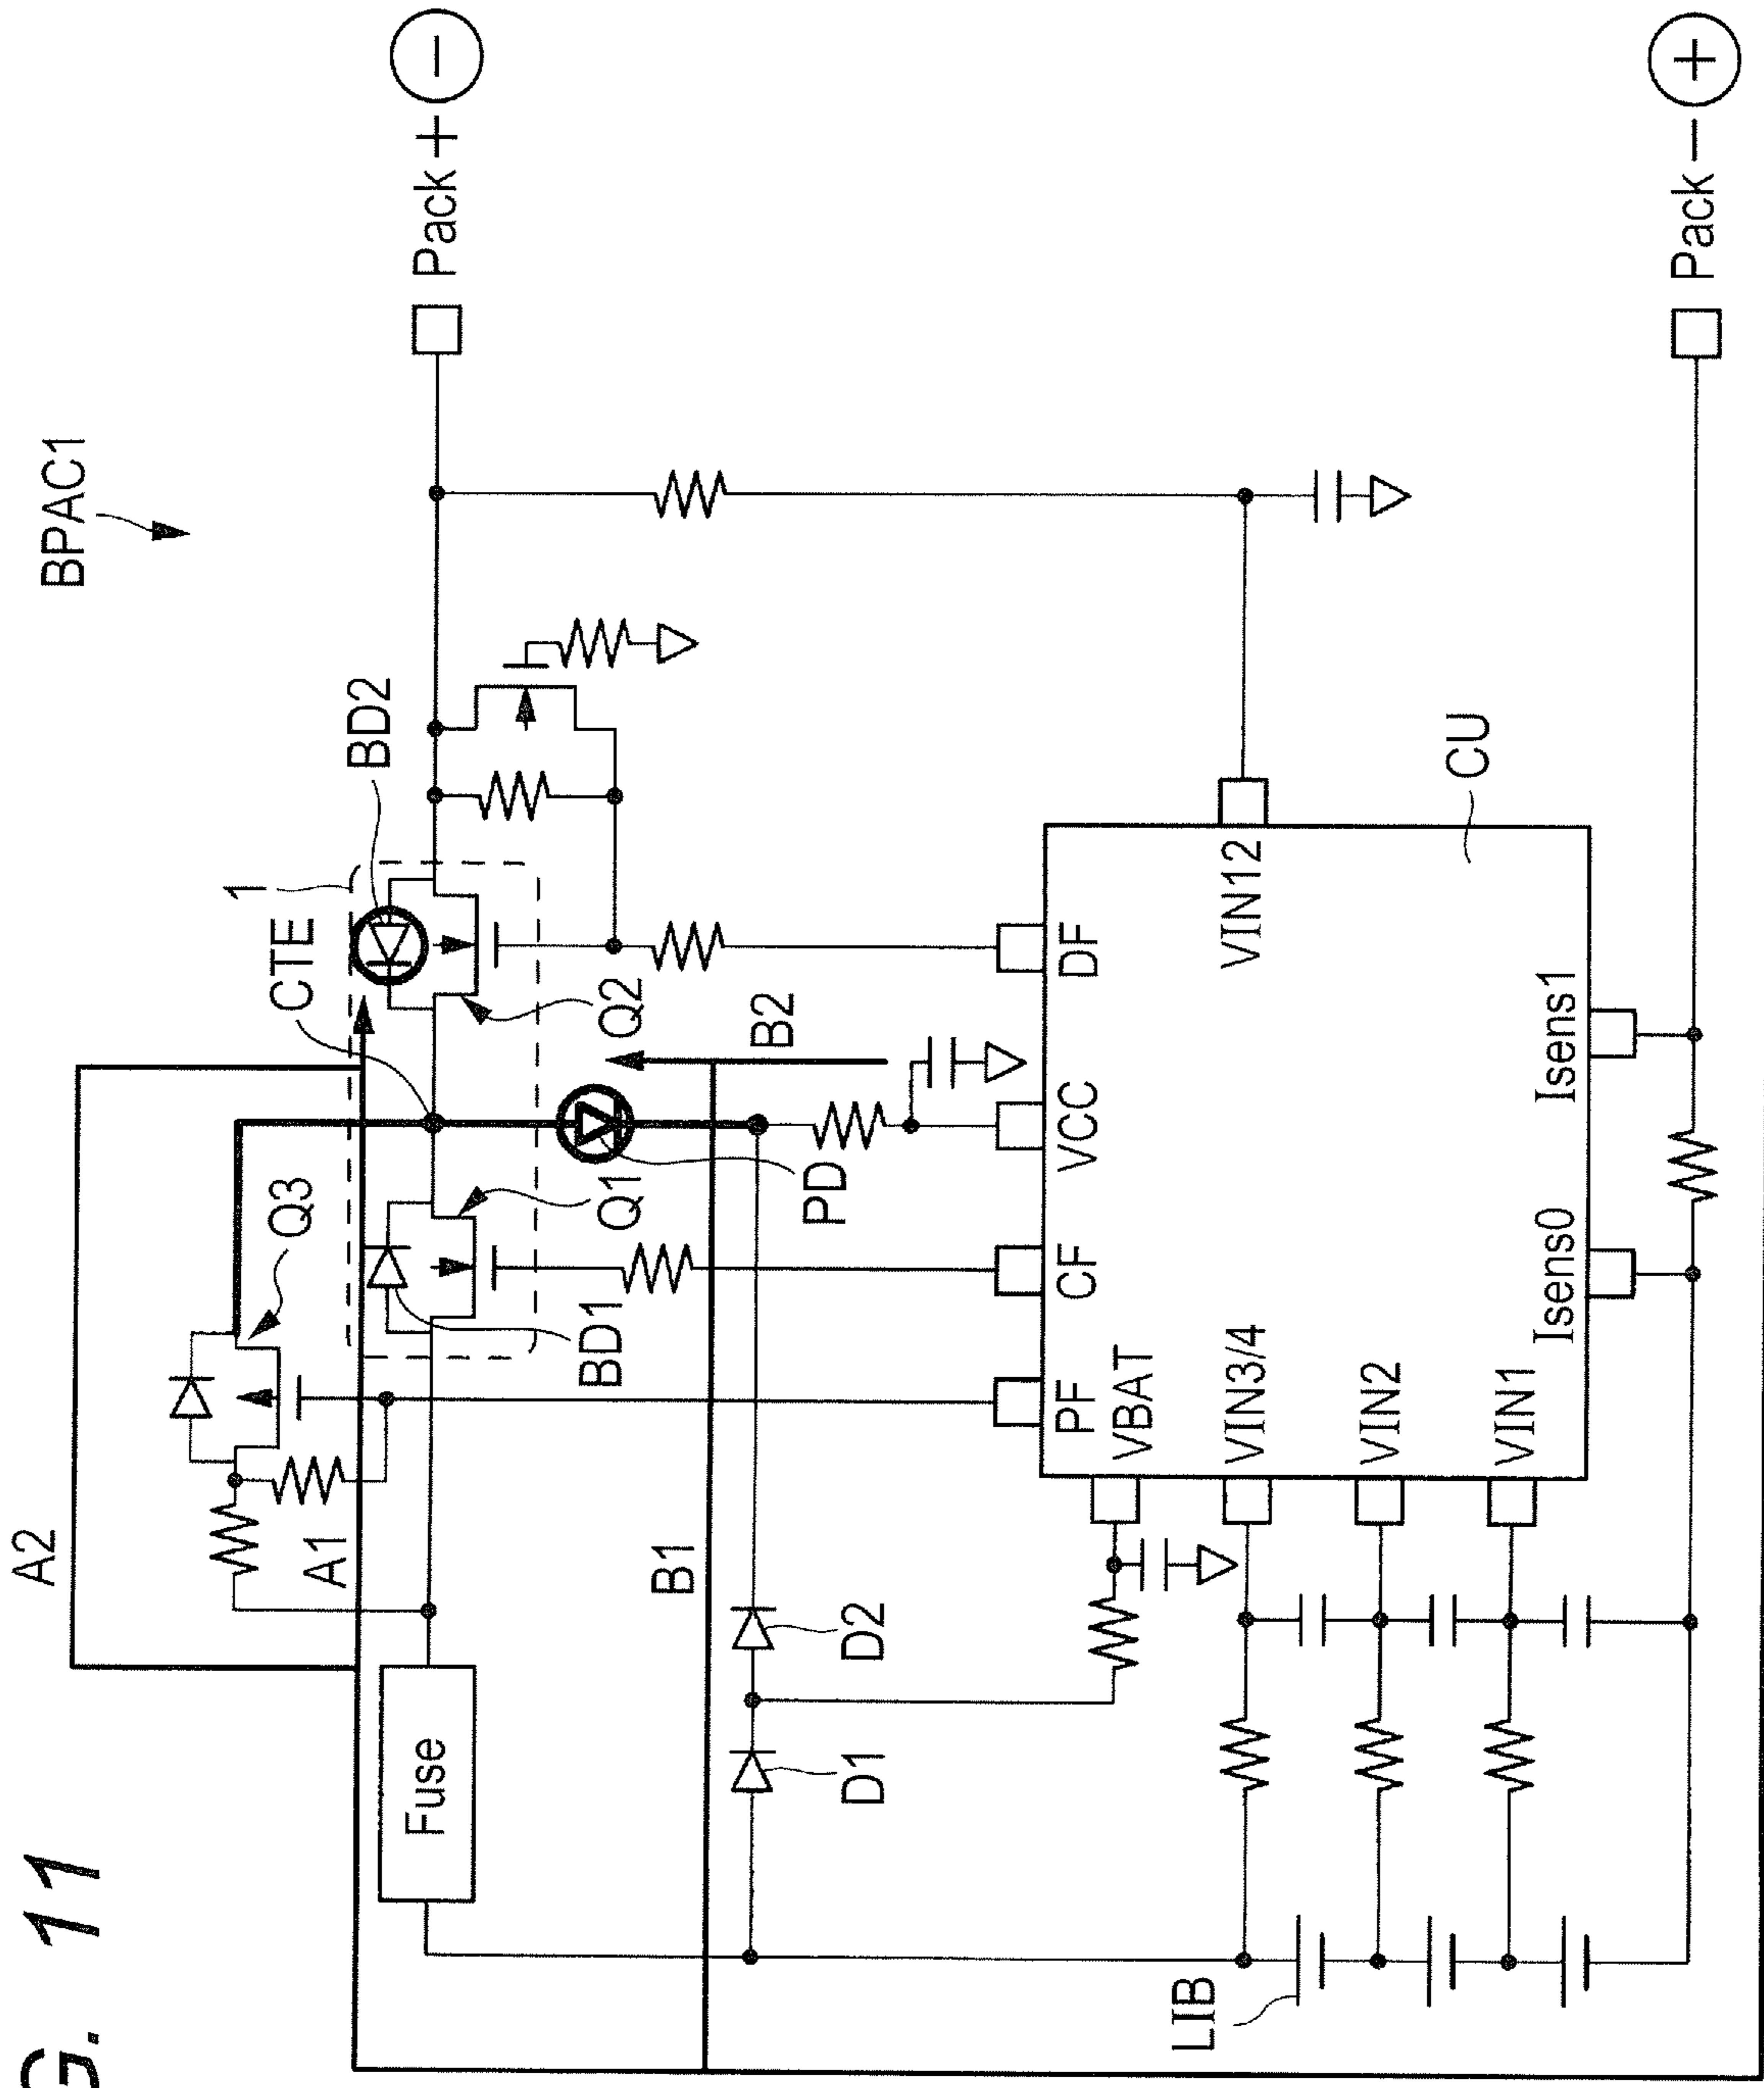 G. 11
A2
BPAC1
1
Q3
CTE
A1
BD2
Fuse
Pack + −
BD1
Q1
Q2
B1
B2
PD
D1
D2
PF
CF
VCC
DF
VBAT
LIB
VIN3/4
VIN12
VIN2
CU
VIN1
Isens0
Isens1
Pack − +